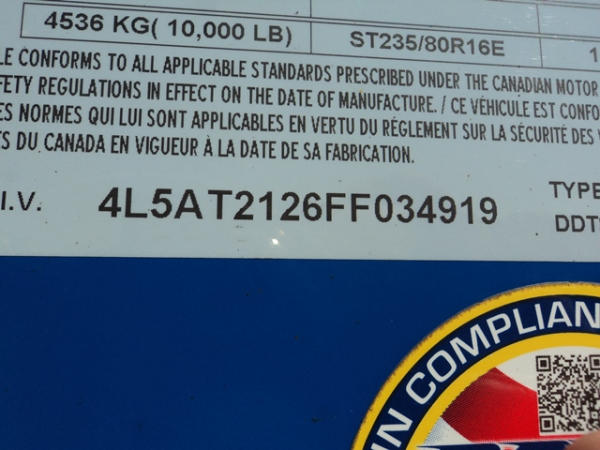 4536 KG( 10,000 LB)
ST235/80R16E
1
LE CONFORMS TO ALL APPLICABLE STANDARDS PRESCRIBED UNDER THE CANADIAN MOTOR
FETY REGULATIONS IN EFFECT ON THE DATE OF MANUFACTURE. / CE VÉHICULE EST CONFO
ES NORMES QUI LUI SONT APPLICABLES EN VERTU DU RÉGLEMENT SUR LA SÉCURITÉ DES V
ES DU CANADA EN VIGUEUR À LA DATE DE SA FABRICATION.
I.V. 4L5AT2126FF034919 TYPE
DDT
IN COMPLIAN